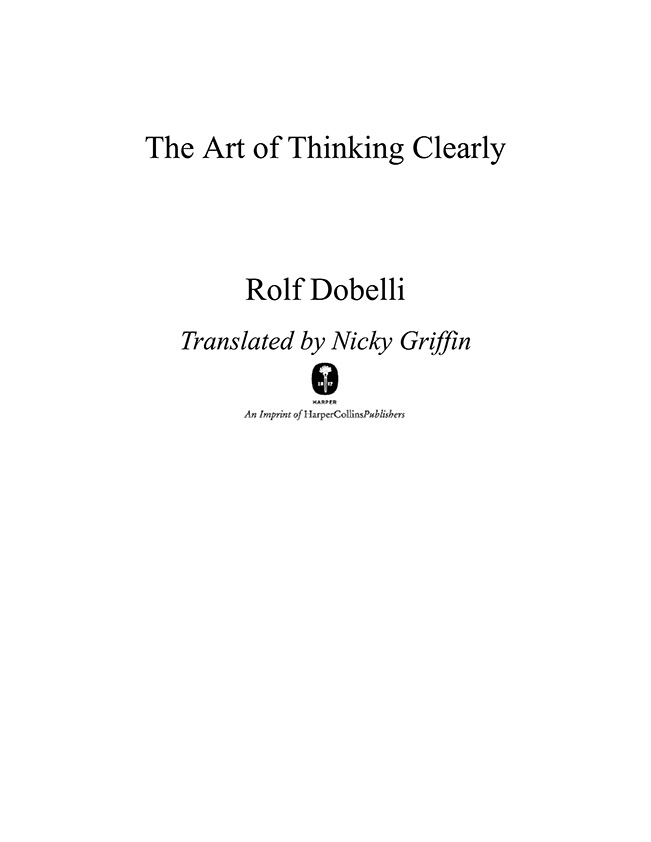 The Art of Thinking Clearly
Rolf Dobelli
Translated by Nicky Griffin
18 17
HARPER
An Imprint of HarperCollinsPublishers